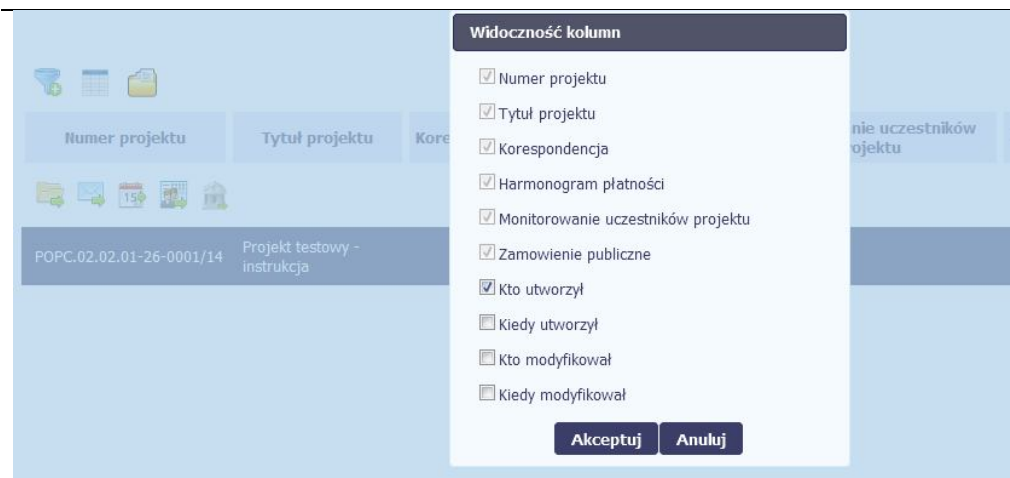 Widoczność kolumn
Numer projektu
Tytuł projektu
Korespondencja
Harmonogram płatności
Monitorowanie uczestników projektu
Zamowienie publiczne
Kto utworzył
Kiedy utworzył
Kto modyfikował
Kiedy modyfikował
Akceptuj Anuluj
Numer projektu Tytuł projektu Kore nie uczestników
ojektu
15
POPC.02.02.01-26-0001/14 Projekt testowy -
instrukcja